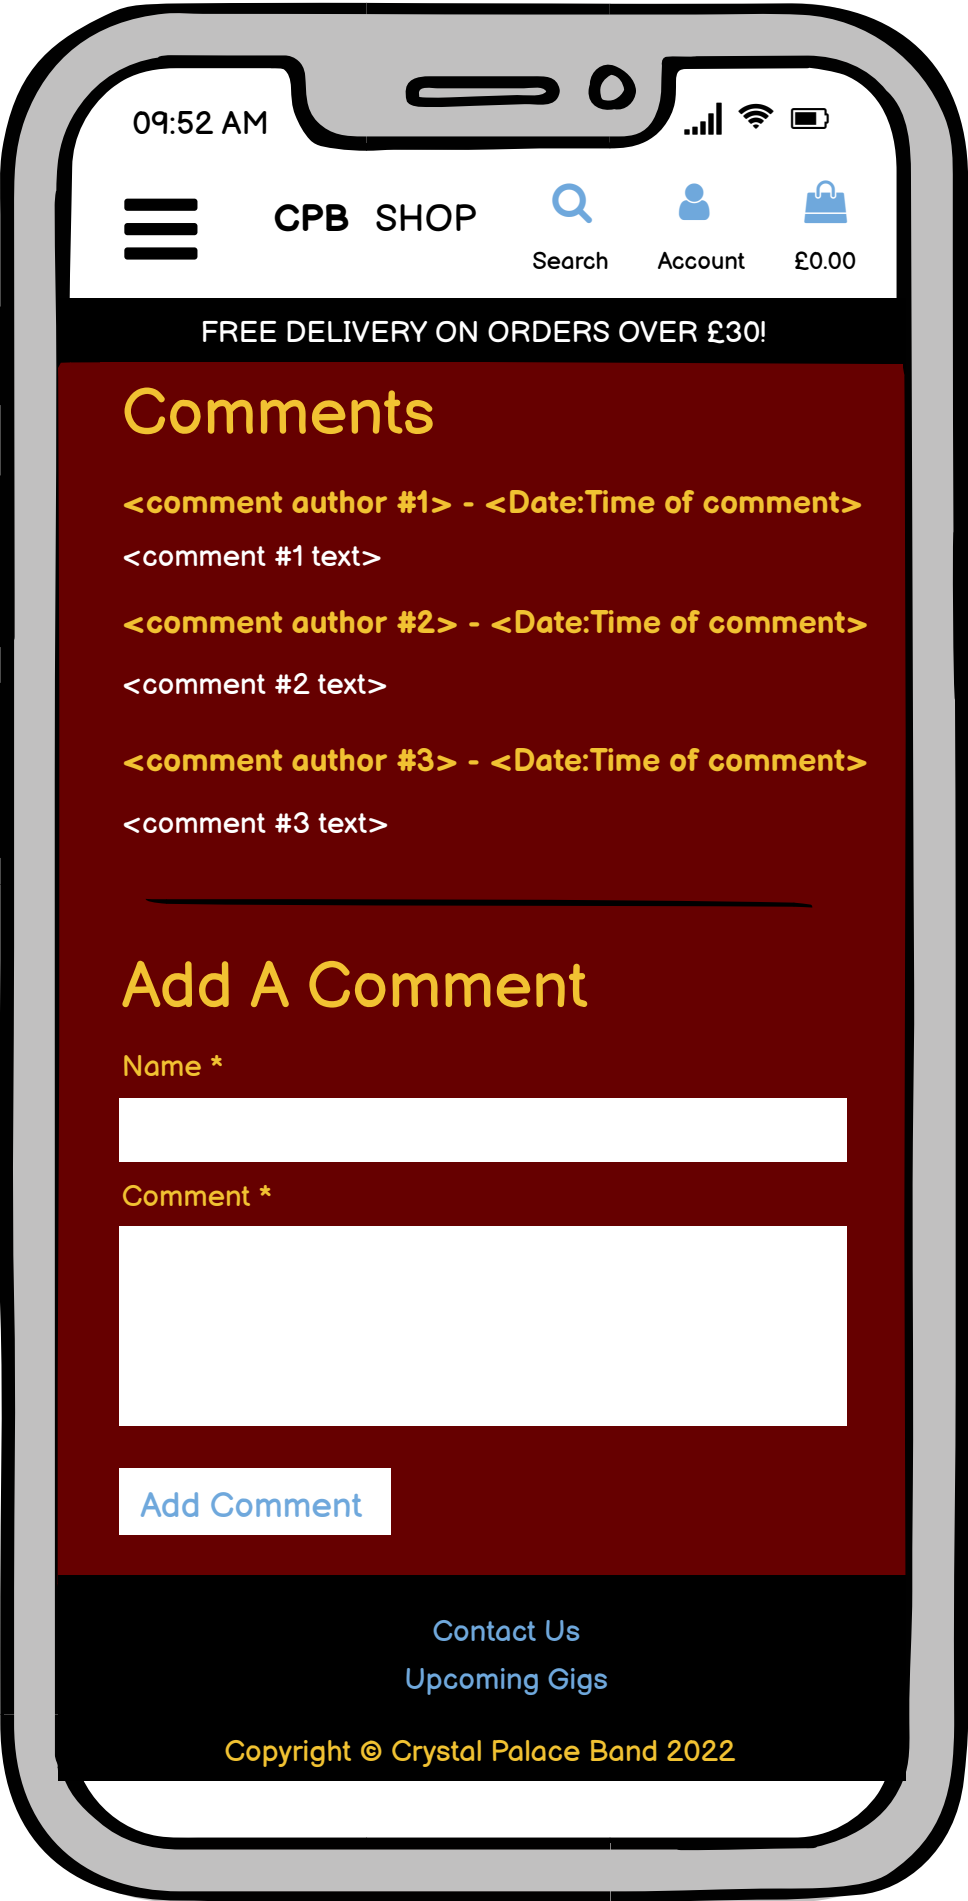 09:52 AM
CPB SHOP
Search Account £0.00
FREE DELIVERY ON ORDERS OVER £30!
Comments
<comment author #1> - <Date:Time of comment>
<comment #1 text>
<comment author #2> - <Date:Time of comment>
<comment #2 text>
<comment author #3> - <Date:Time of comment>
<comment #3 text>
Add A Comment
Name *
Comment *
Add Comment
Contact Us
Upcoming Gigs
Copyright © Crystal Palace Band 2022